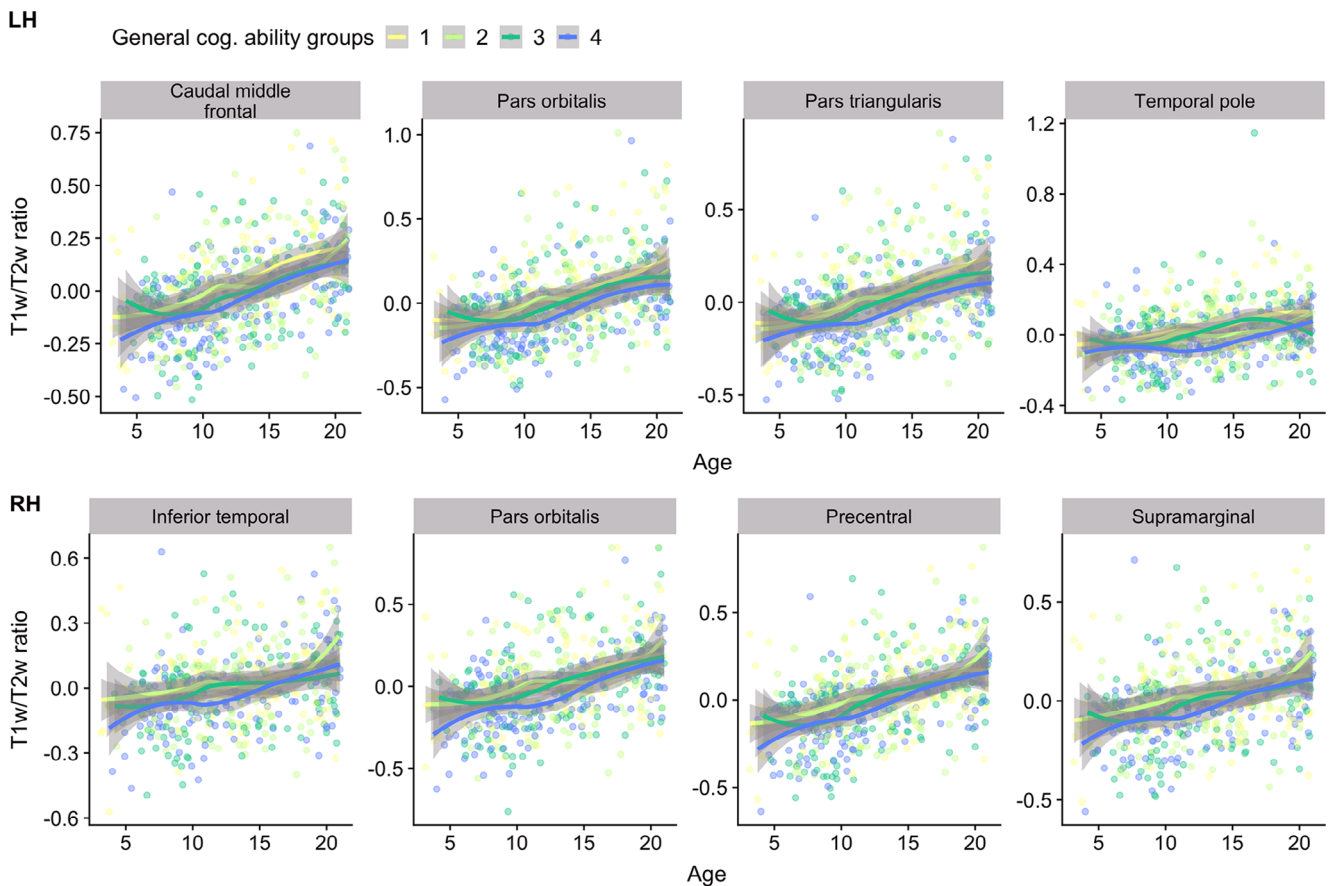 LH
General cog. ability groups 1 2 3 4
Caudal middle
frontal
Pars orbitalis
Pars triangularis
Temporal pole
T1w/T2w ratio
0.75
0.50
0.25
0.00
-0.25
-0.50
5 10 15 20
1.0
0.5
0.0
-0.5
5 10 15 20
0.5
0.0
-0.5
5 10 15 20
1.2
0.8
0.4
0.0
-0.4
5 10 15 20
Age
RH
Inferior temporal
Pars orbitalis
Precentral
Supramarginal
T1w/T2w ratio
0.6
0.3
0.0
-0.3
-0.6
5 10 15 20
0.5
0.0
-0.5
5 10 15 20
0.5
0.0
-0.5
5 10 15 20
0.5
0.0
-0.5
5 10 15 20
Age